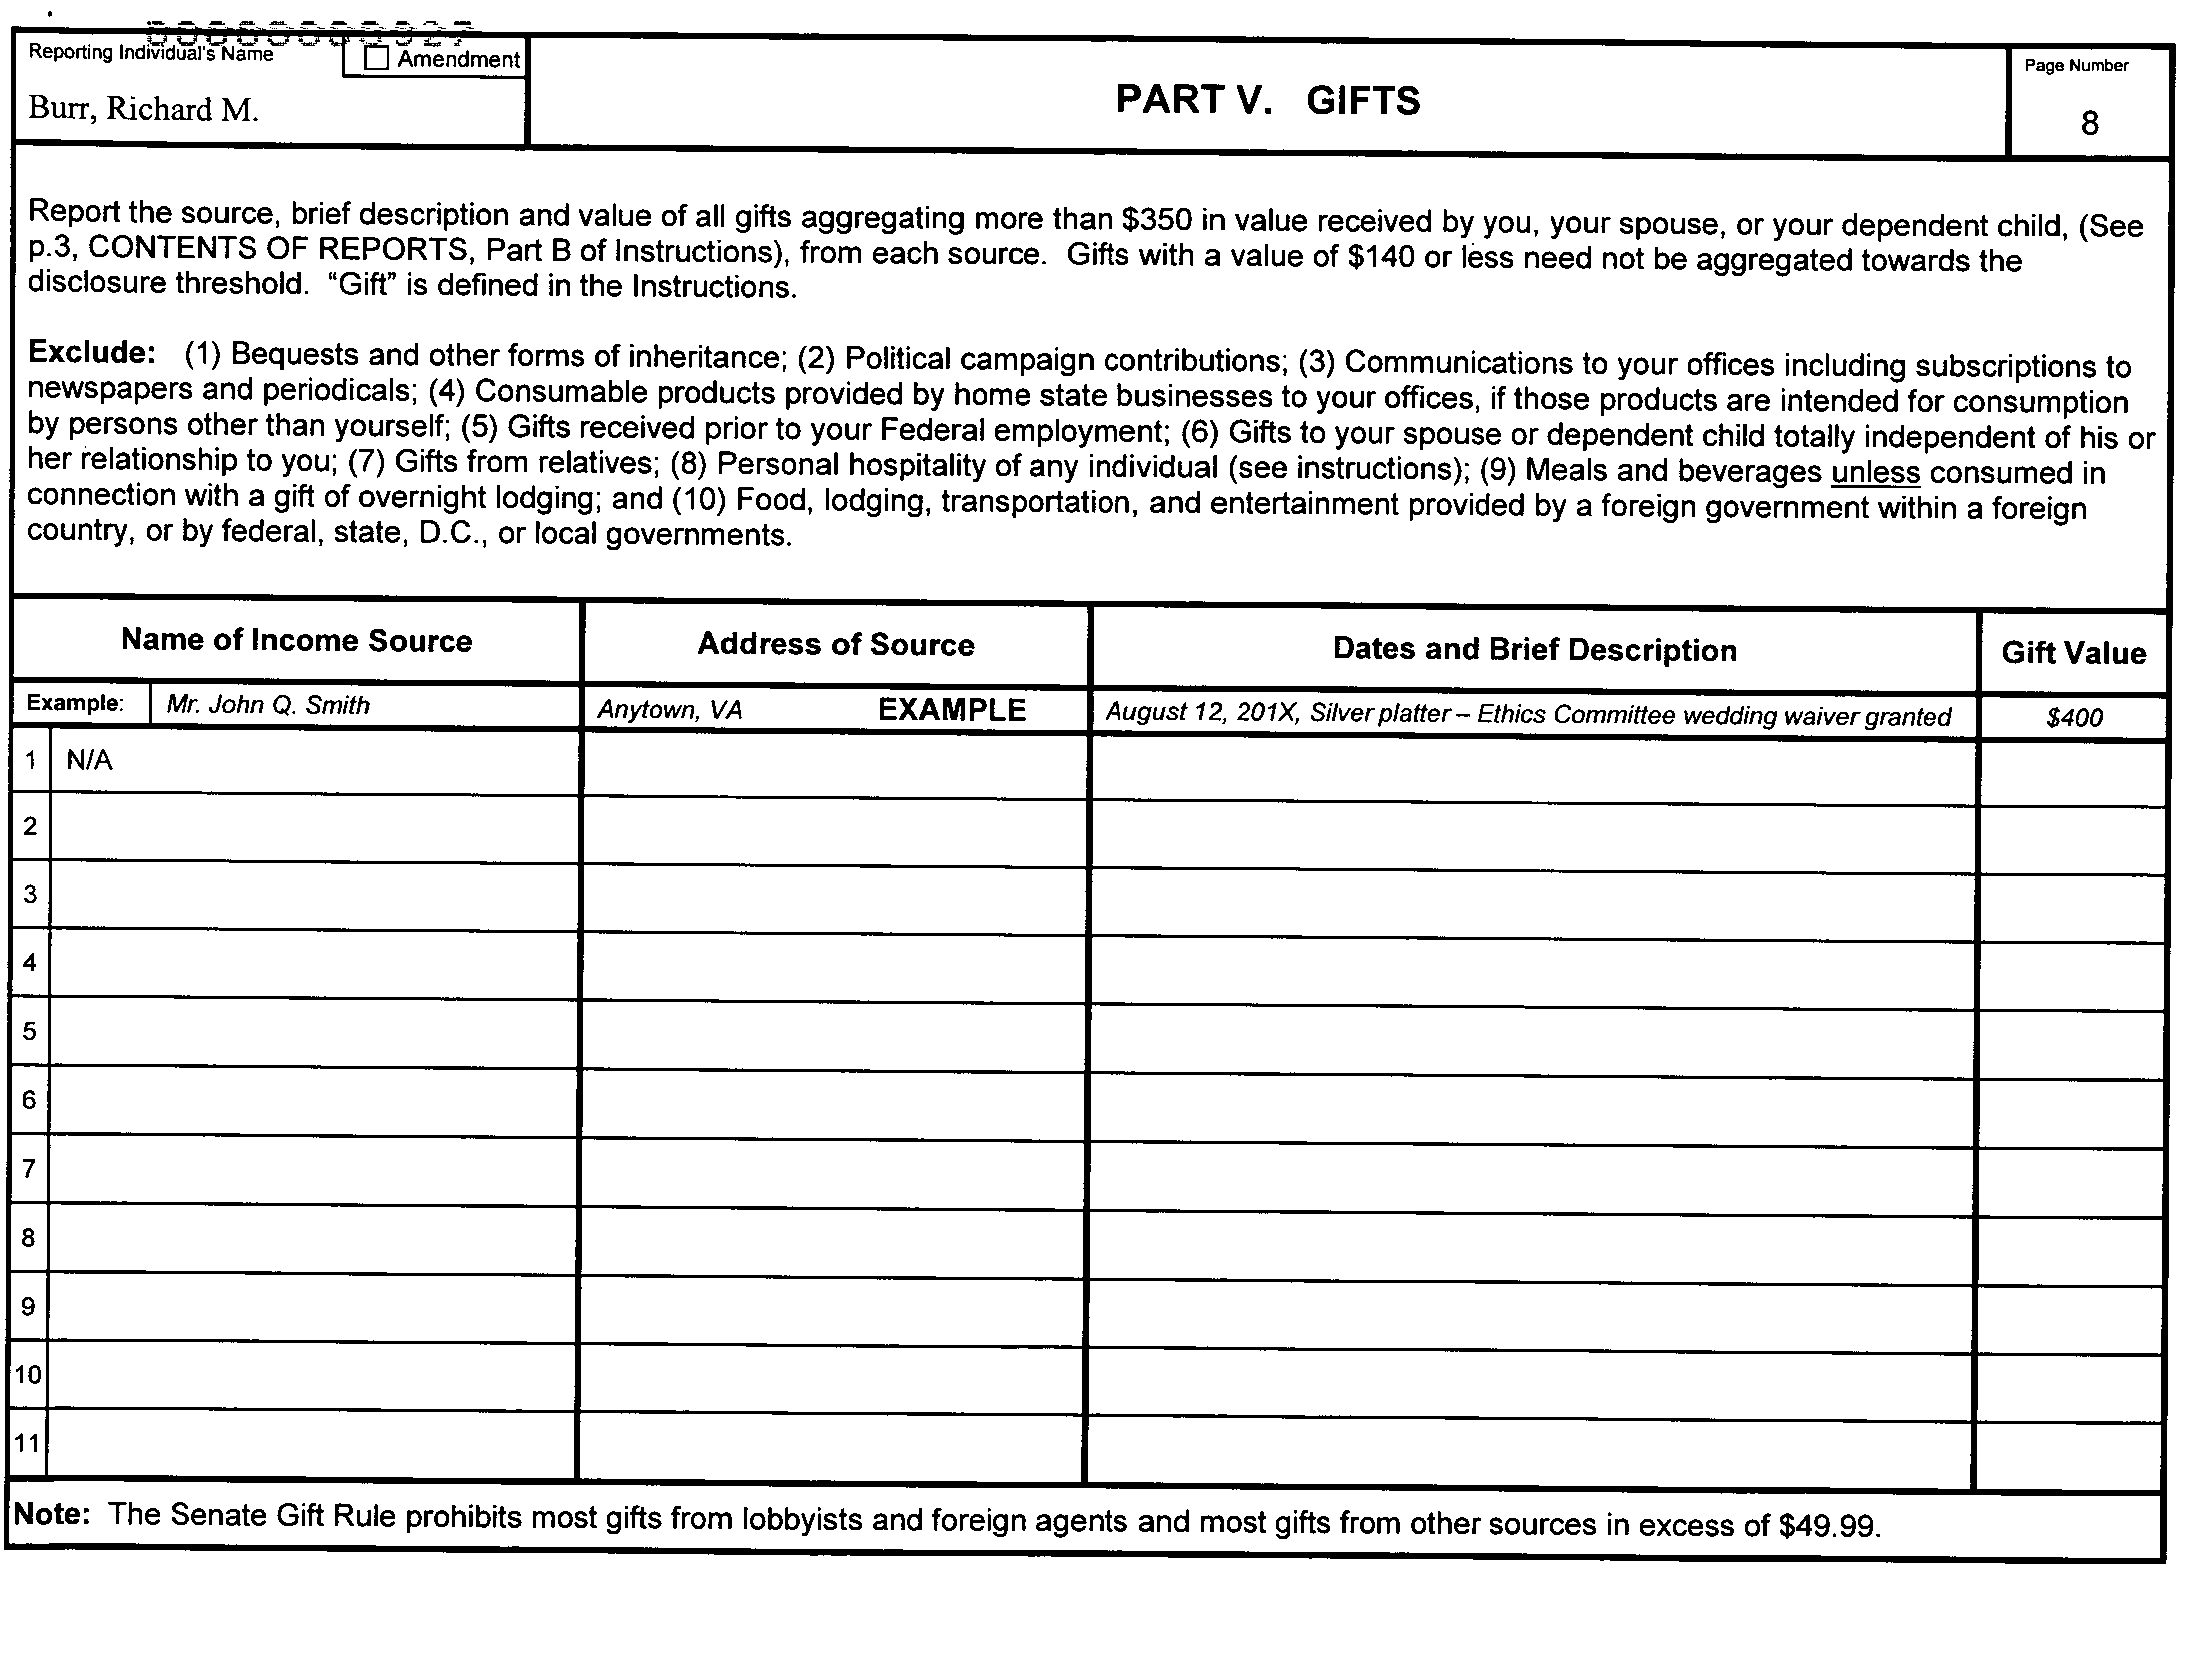 Reporting Individual's Name
Amendment
Burr, Richard M.
PART V. GIFTS
Page Number
8
Report the source, brief description and value of all gifts aggregating more than $350 in value received by you, your spouse, or your dependent child, (See
p.3, CONTENTS OF REPORTS, Part B of Instructions), from each source. Gifts with a value of $140 or less need not be aggregated towards the
disclosure threshold. “Gift” is defined in the Instructions.
Exclude: (1) Bequests and other forms of inheritance; (2) Political campaign contributions; (3) Communications to your offices including subscriptions to
newspapers and periodicals; (4) Consumable products provided by home state businesses to your offices, if those products are intended for consumption
by persons other than yourself; (5) Gifts received prior to your Federal employment; (6) Gifts to your spouse or dependent child totally independent of his or
her relationship to you; (7) Gifts from relatives; (8) Personal hospitality of any individual (see instructions); (9) Meals and beverages unless consumed in
connection with a gift of overnight lodging; and (10) Food, lodging, transportation, and entertainment provided by a foreign government within a foreign
country, or by federal, state, D.C., or local governments.
Name of Income Source Address of Source Dates and Brief Description Gift Value
Example: Mr. John Q. Smith Anytown, VA EXAMPLE August 12, 201X, Silver platter – Ethics Committee wedding waiver granted $400
1 N/A
2
3
4
5
6
7
8
9
10
11
Note: The Senate Gift Rule prohibits most gifts from lobbyists and foreign agents and most gifts from other sources in excess of $49.99.